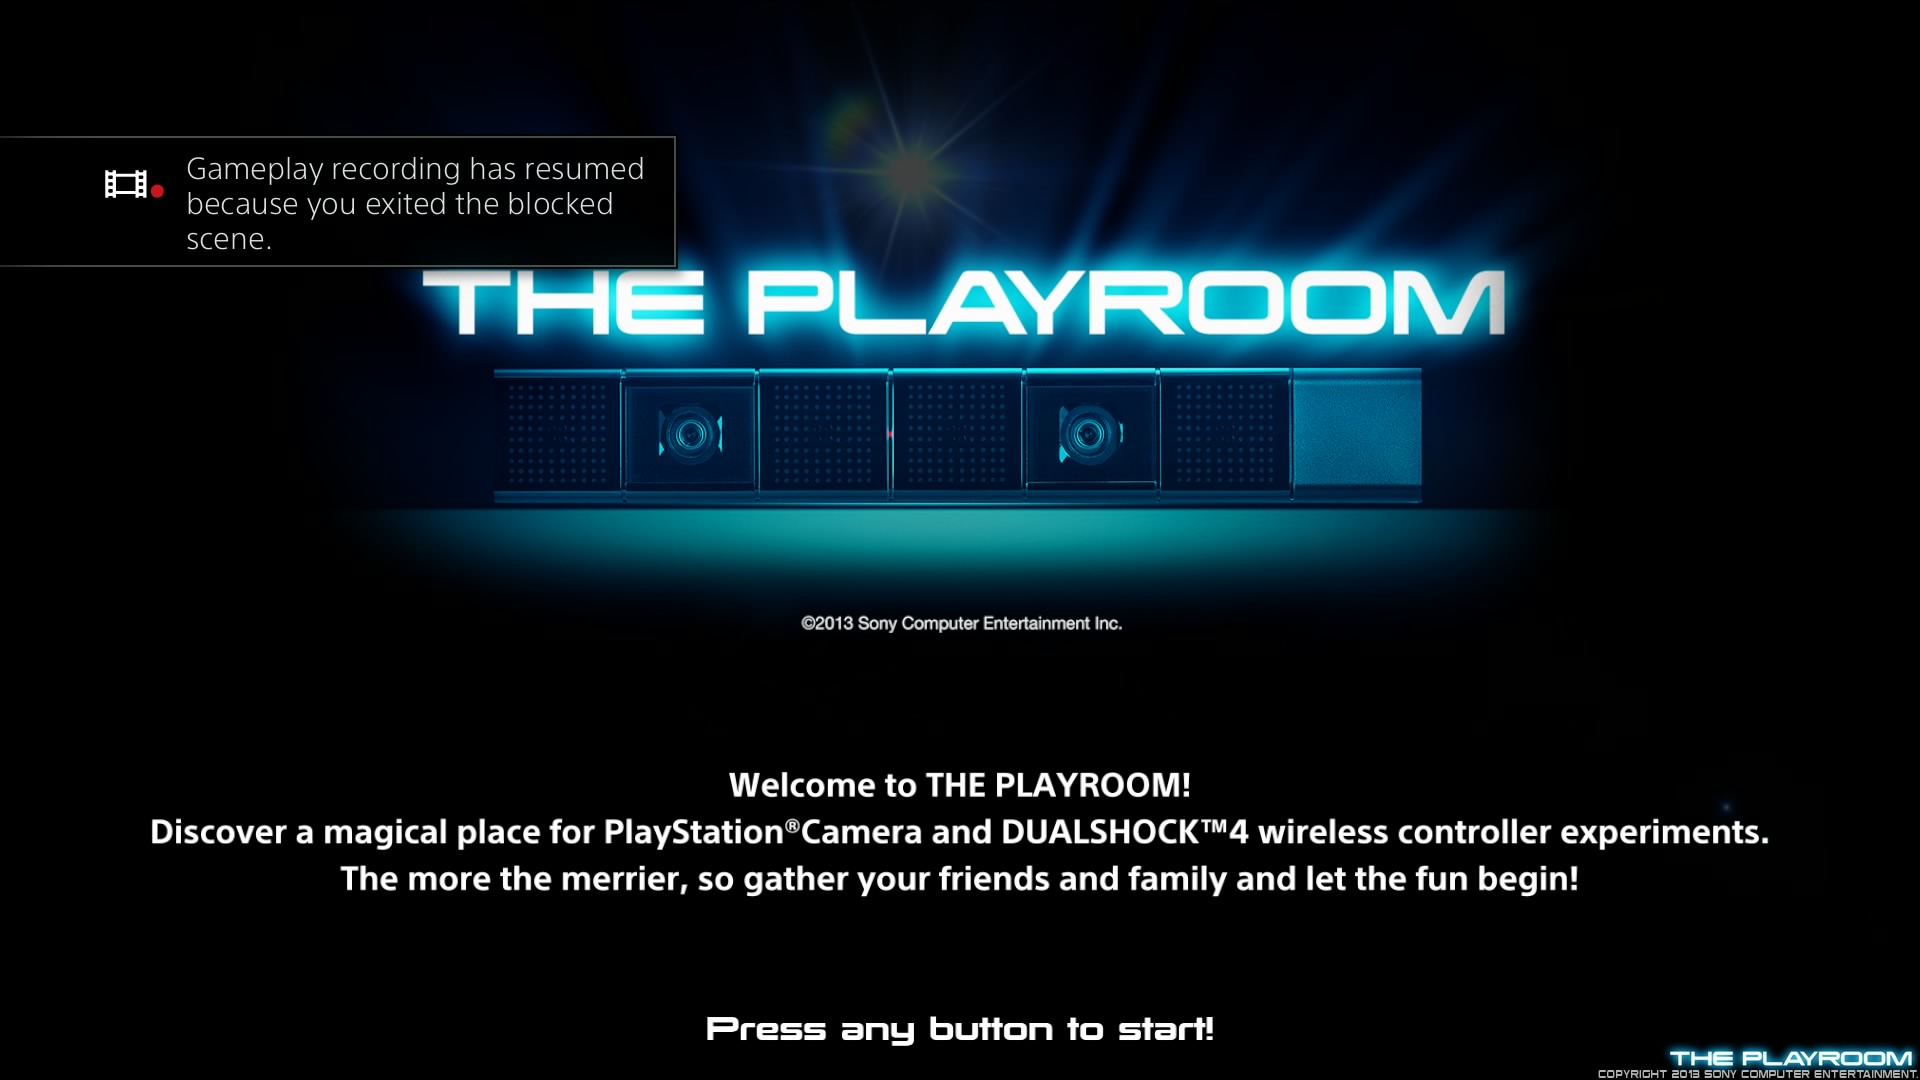 Gameplay recording has resumed
because you exited the blocked
scene.
THE PLAYROOM
©2013 Sony Computer Entertainment Inc.
Welcome to THE PLAYROOM!
Discover a magical place for PlayStation®Camera and DUALSHOCK™4 wireless controller experiments.
The more the merrier, so gather your friends and family and let the fun begin!
Press any button to start!
THE PLAYROOM
COPYRIGHT 2013 SONY COMPUTER ENTERTAINMENT.